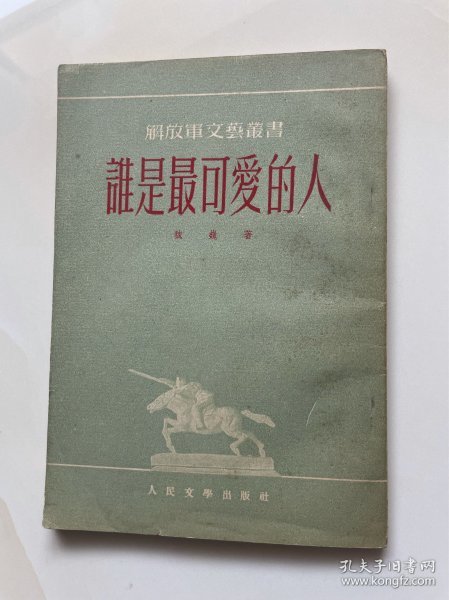 解放軍文藝叢書
誰是最可愛的人
魏巍著
人民文學出版社
孔夫子旧书网
www.kongfz.com